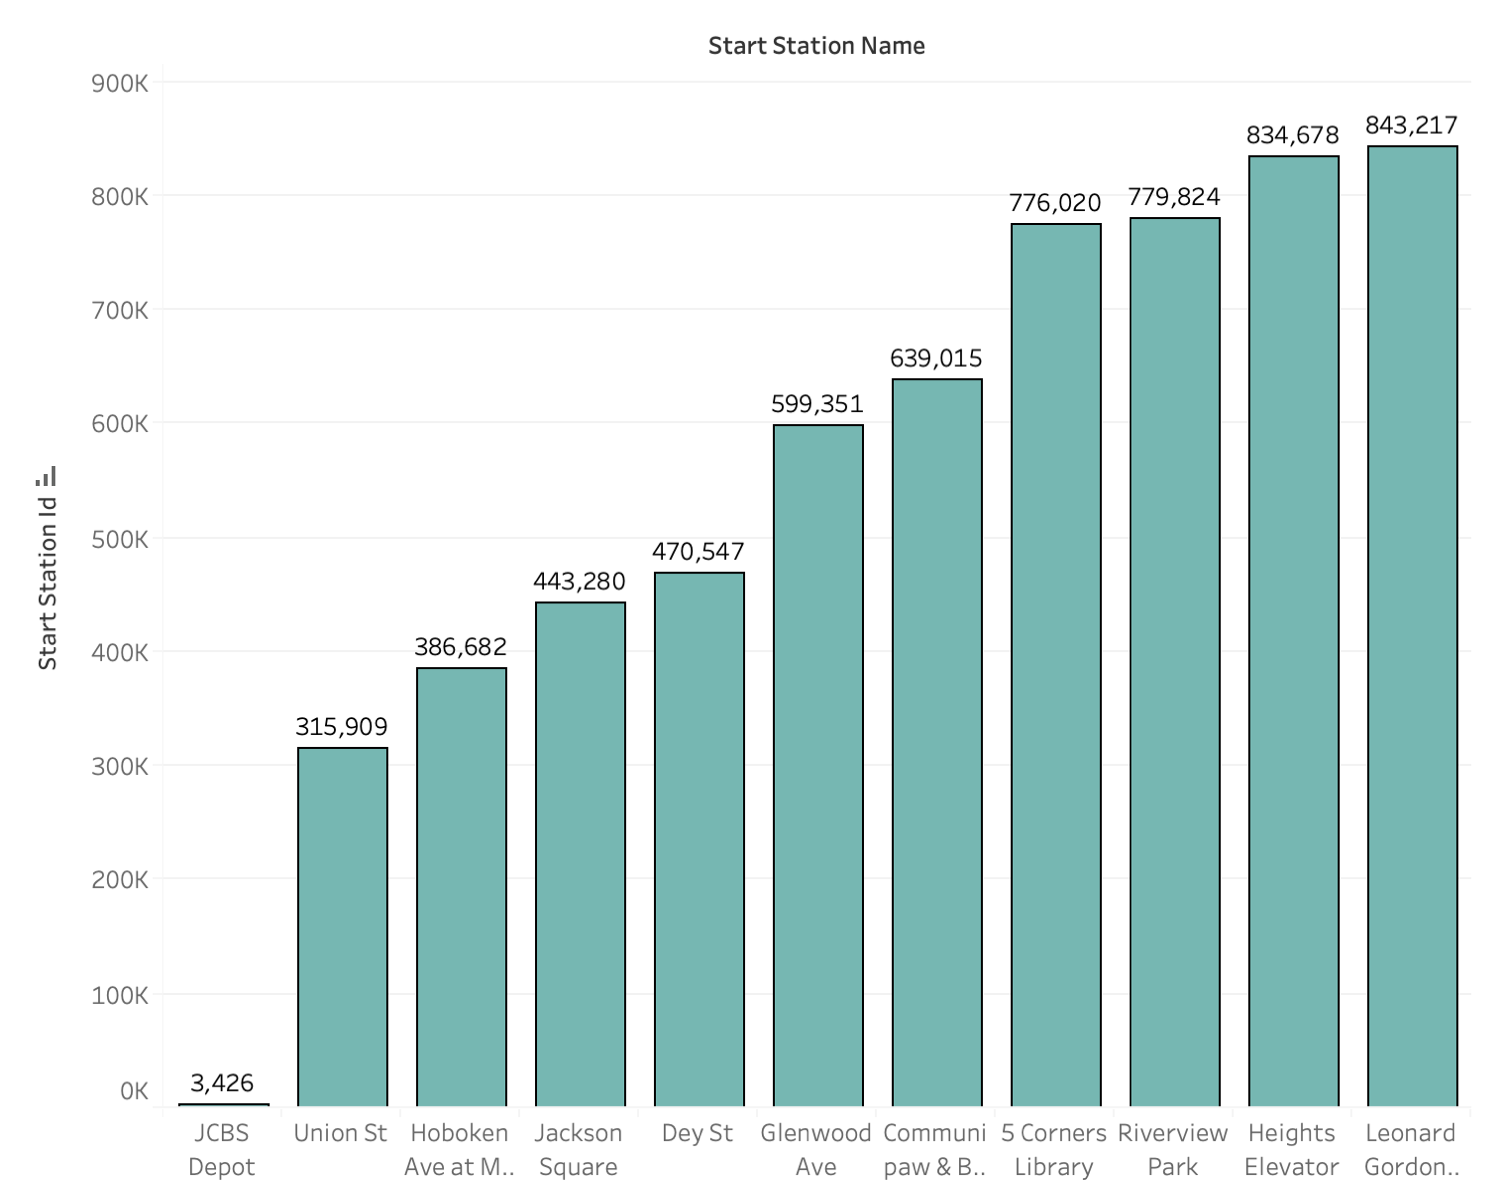 Start Station Name
900K
800K
700K
600K
500K
400K
300K
200K
100K
0K
Start Station Id
3,426
315,909
386,682
443,280
470,547
599,351
639,015
776,020
779,824
834,678
843,217
JCBS
Depot
Union St
Hoboken
Ave at M..
Jackson
Square
Dey St
Glenwood
Ave
Communi
paw & B..
5 Corners
Library
Riverview
Park
Heights
Elevator
Leonard
Gordon..